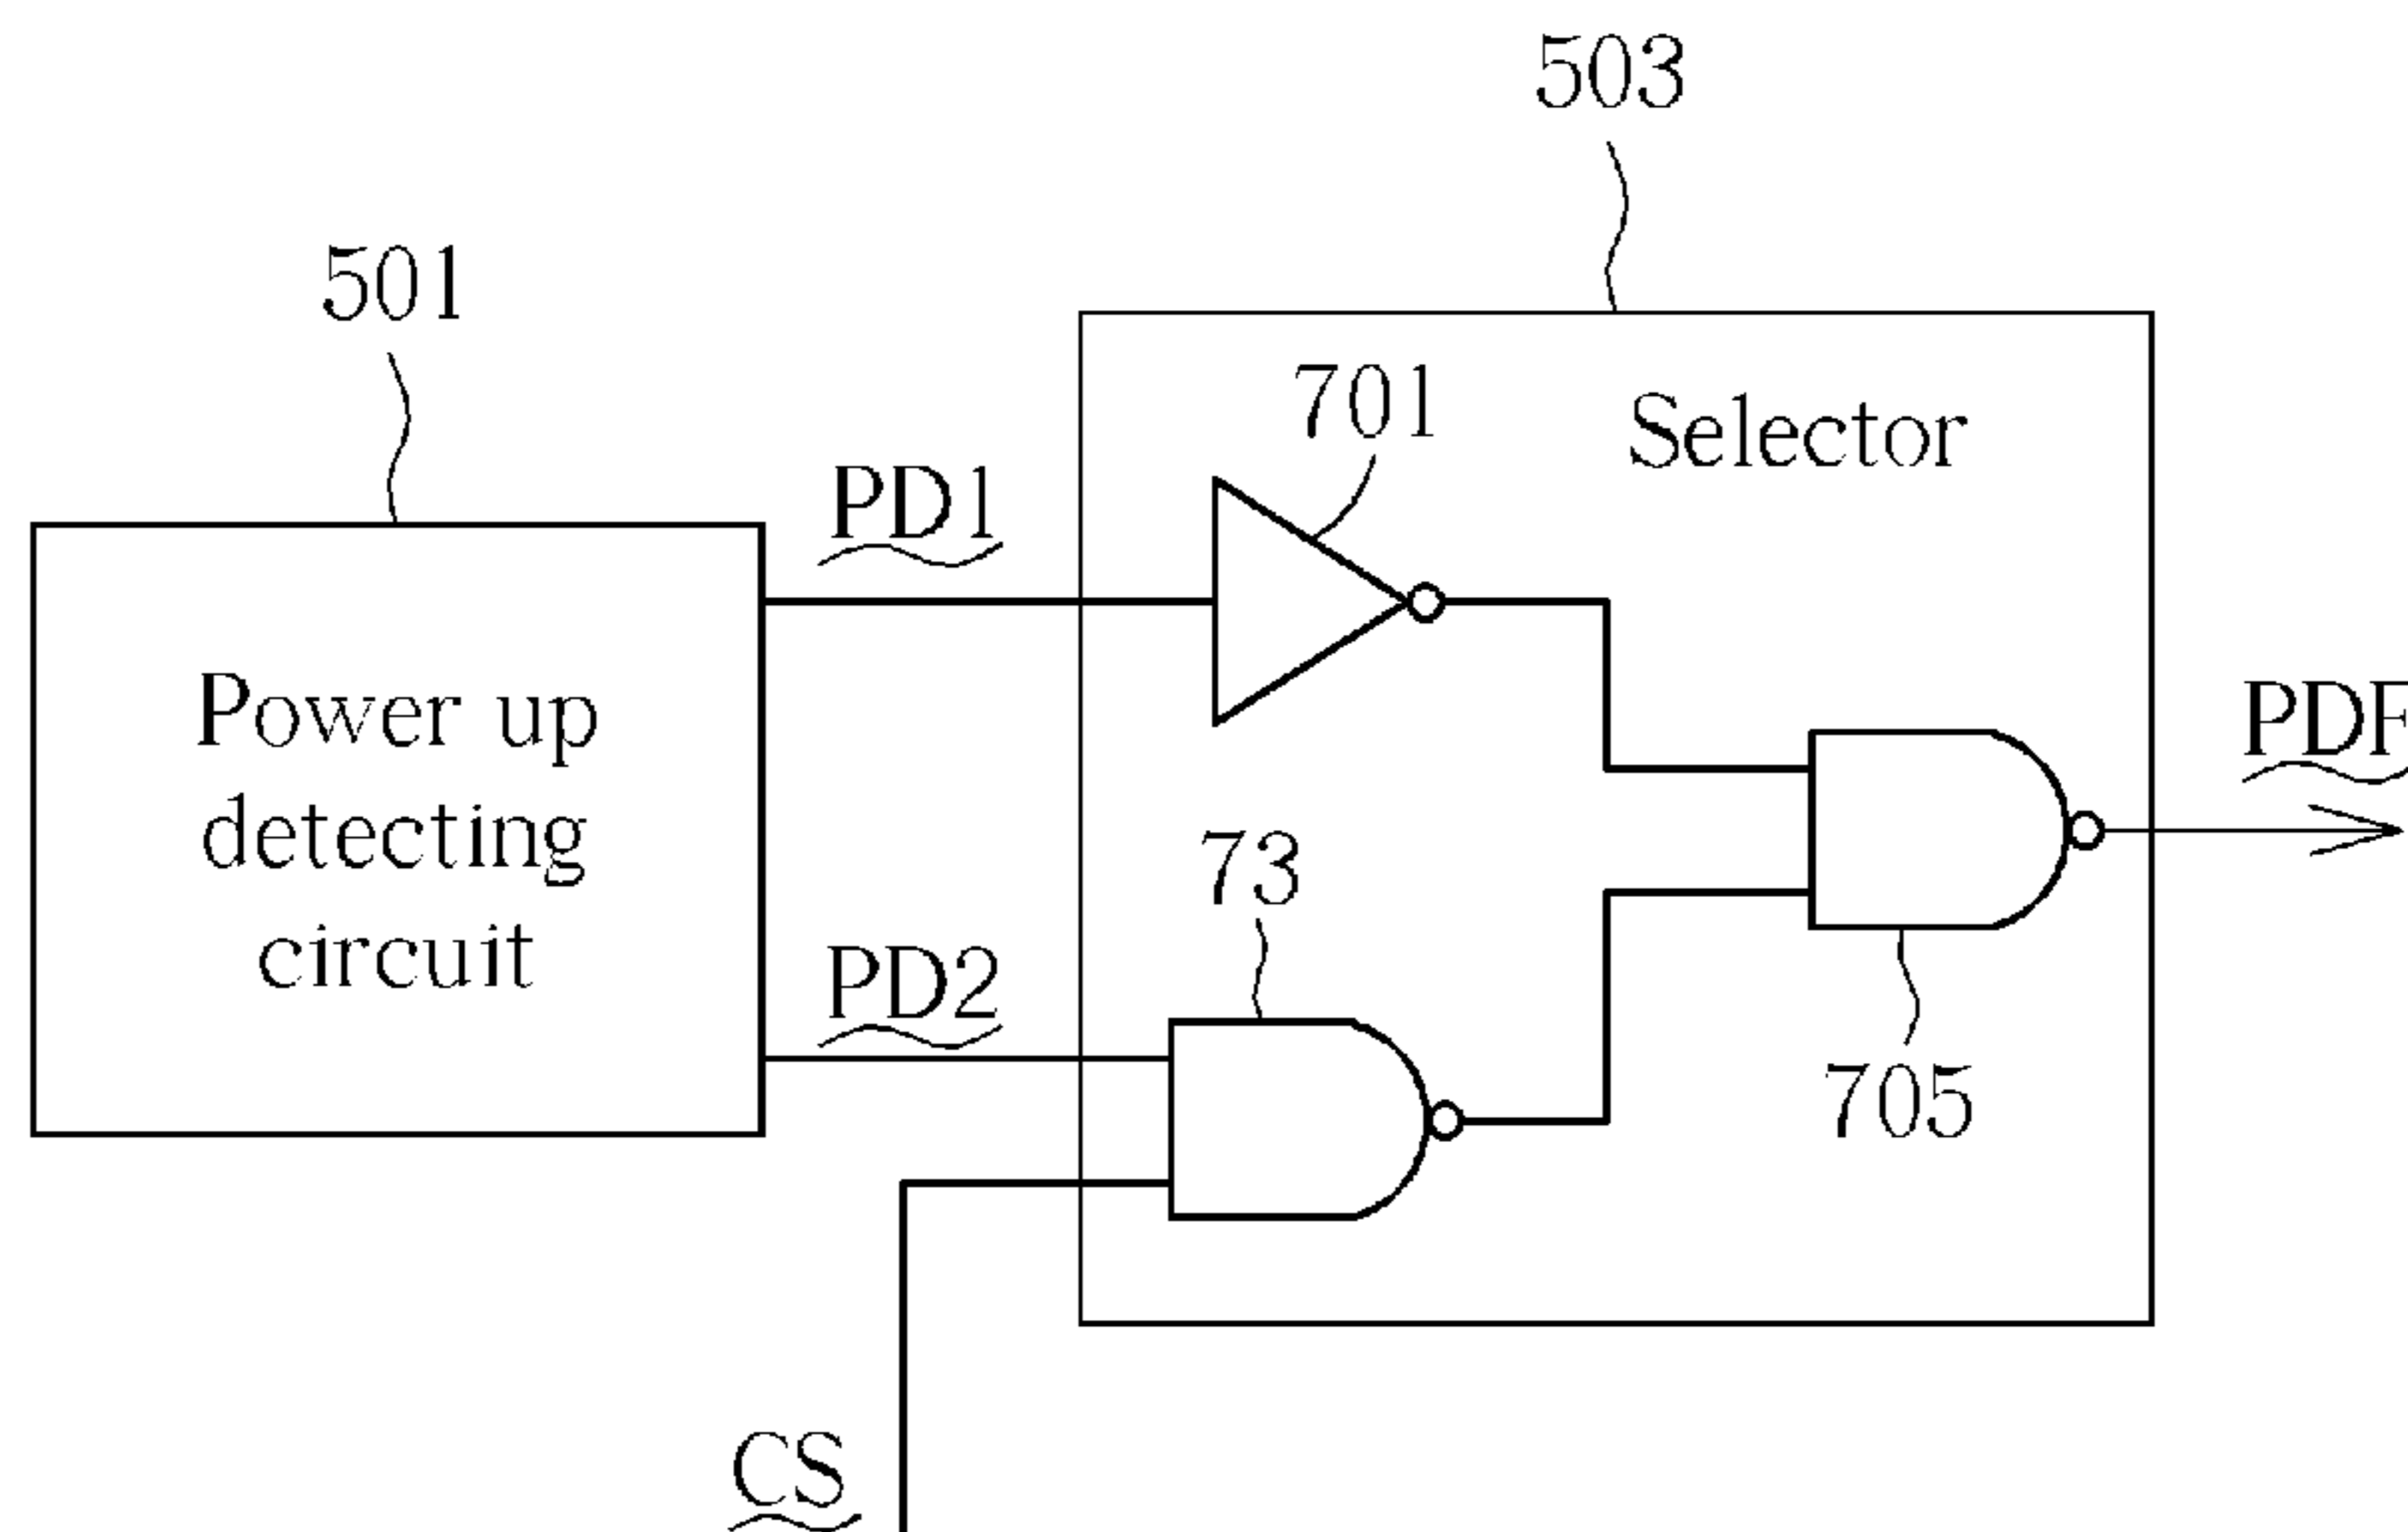 503
501
701
Selector
PD1
Power up
detecting
circuit
PDF
73
PD2
705
CS